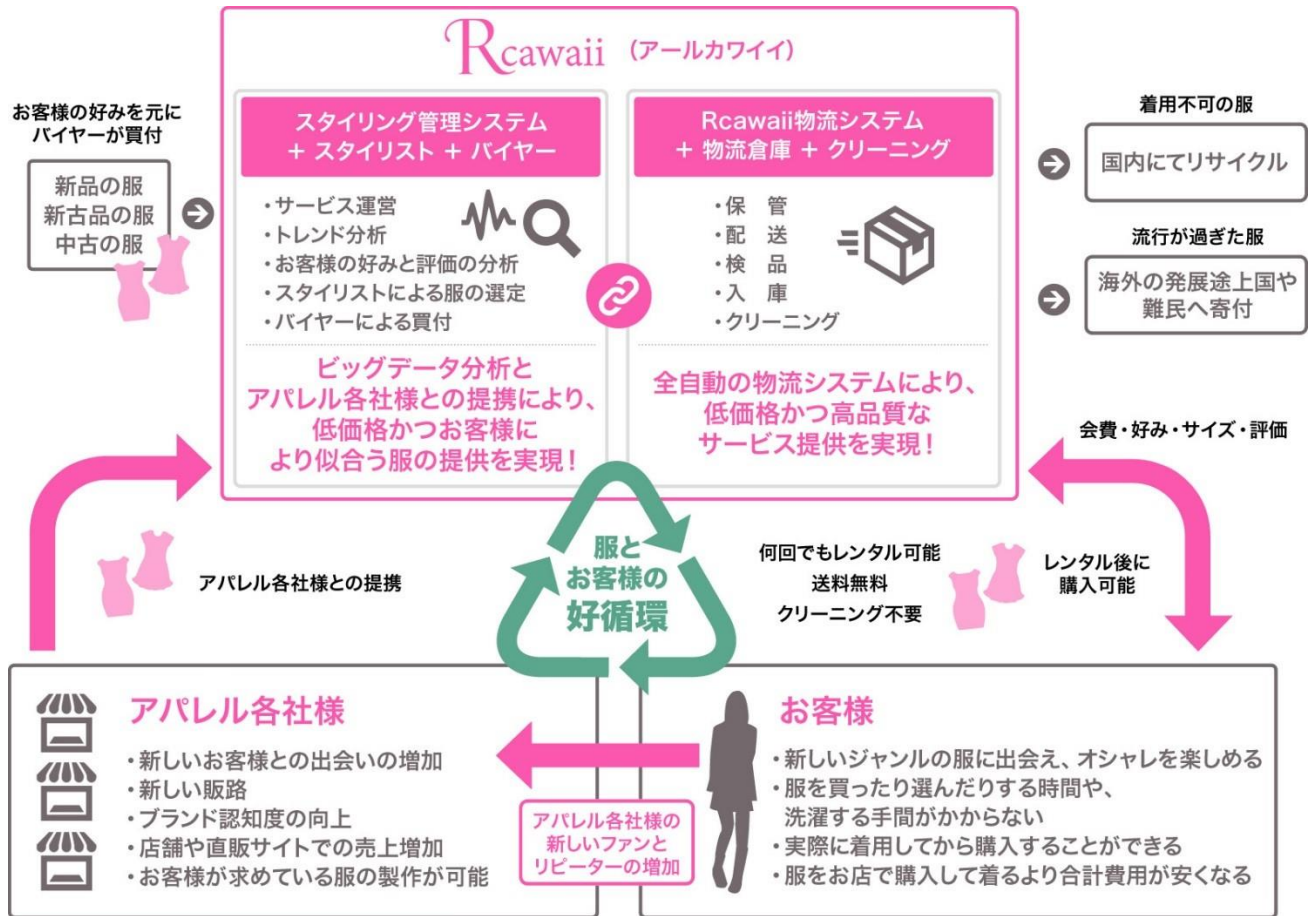 Rcawaii (アールカワイイ)
お客様の好みを元に
バイヤーが買付
新品の服
新古品の服
中古の服
スタイリング管理システム
+ スタイリスト + バイヤー
・サービス運営
・トレンド分析
・お客様の好みと評価の分析
・スタイリストによる服の選定
・バイヤーによる買付
ビッグデータ分析と
アパレル各社様との提携により、
低価格かつお客様に
より似合う服の提供を実現!
Rcawaii物流システム
+ 物流倉庫 + クリーニング
・保 管
・配 送
・検 品
・入 庫
・クリーニング
全自動の物流システムにより、
低価格かつ高品質な
サービス提供を実現!
着用不可の服
国内にてリサイクル
流行が過ぎた服
海外の発展途上国や
難民へ寄付
会費・好み・サイズ・評価
アパレル各社様との提携
服と
お客様の
好循環
何回でもレンタル可能
送料無料
クリーニング不要
レンタル後に
購入可能
アパレル各社様
・新しいお客様との出会いの増加
・新しい販路
・ブランド認知度の向上
・店舗や直販サイトでの売上増加
・お客様が求めている服の製作が可能
アパレル各社様の
新しいファンと
リピーターの増加
お客様
・新しいジャンルの服に出会え、オシャレを楽しめる
・服を買ったり選んだりする時間や、
洗濯する手間がかからない
・実際に着用してから購入することができる
・服をお店で購入して着るより合計費用が安くなる